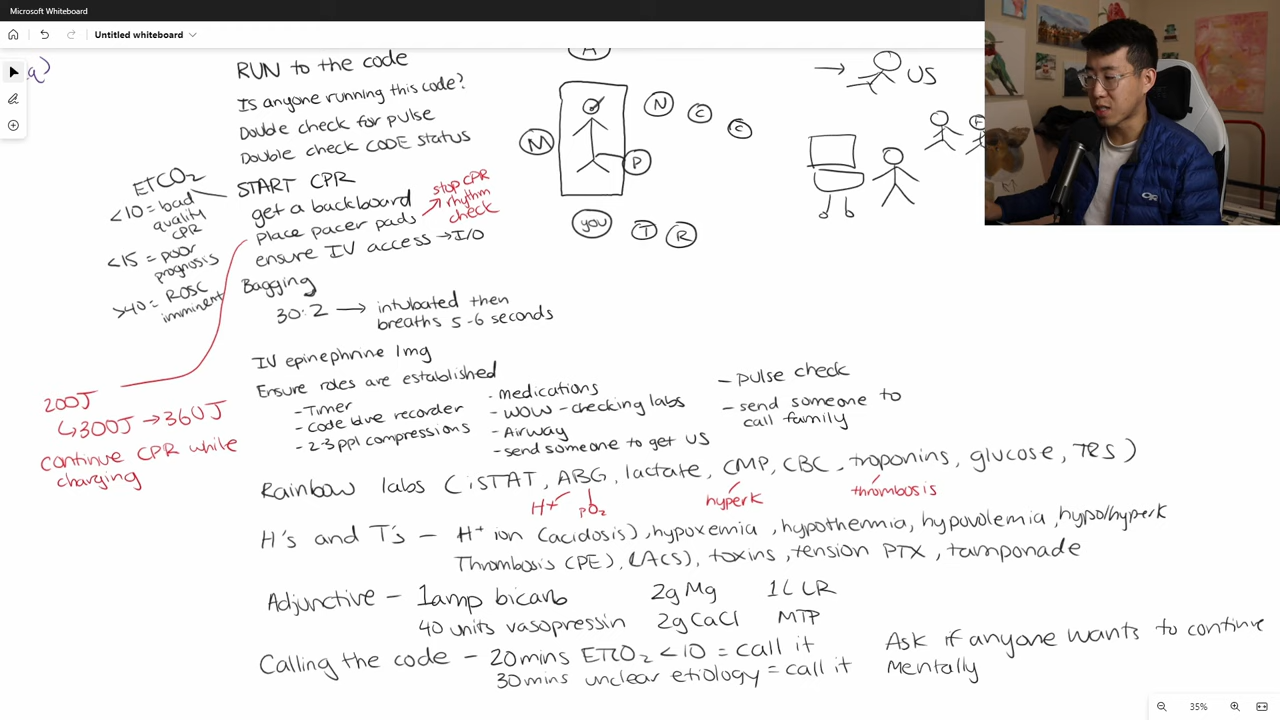 Microsoft Whiteboard
Untitled whiteboard
RUN to the code
Is anyone running this code?
Double check for pulse
Double check CODE status
START CPR
get a backboard
place pacer pads
ensure IV access → I/O
stop CPR
rhythm
check
ETCO2
<10 = bad
quality
CPR
<15 = poor
prognosis
>40 = ROSC
imminent
Bagging
30:2 → intubated then
breaths 5-6 seconds
IV epinephrine 1mg
Ensure roles are established
- Timer
- code blue recorder
- 2-3 ppl compressions
- medications
- WOW - checking labs
- Airway
- send someone to get US
- pulse check
- send someone to
call family
200J
↳300J → 360J
continue CPR while
charging
Rainbow labs (iSTAT, ABG, lactate, CMP, CBC, troponins, glucose, TES)
H+
pO2
hyperk
thrombosis
H's and T's - H+ ion (acidosis), hypoxemia, hypothermia, hypovolemia, hypo/hyperk
Thrombosis (PE), (ACS), toxins, tension PTX, tamponade
Adjunctive - 1amp bicarb 2g Mg 1L LR
40 units vasopressin 2g CaCl MTP
Calling the code - 20mins ETCO2 <10 = call it
30mins unclear etiology = call it
Ask if anyone wants to continue
Mentally
A
M
N
C
C
P
you
T
R
→ US
F
OR
35%